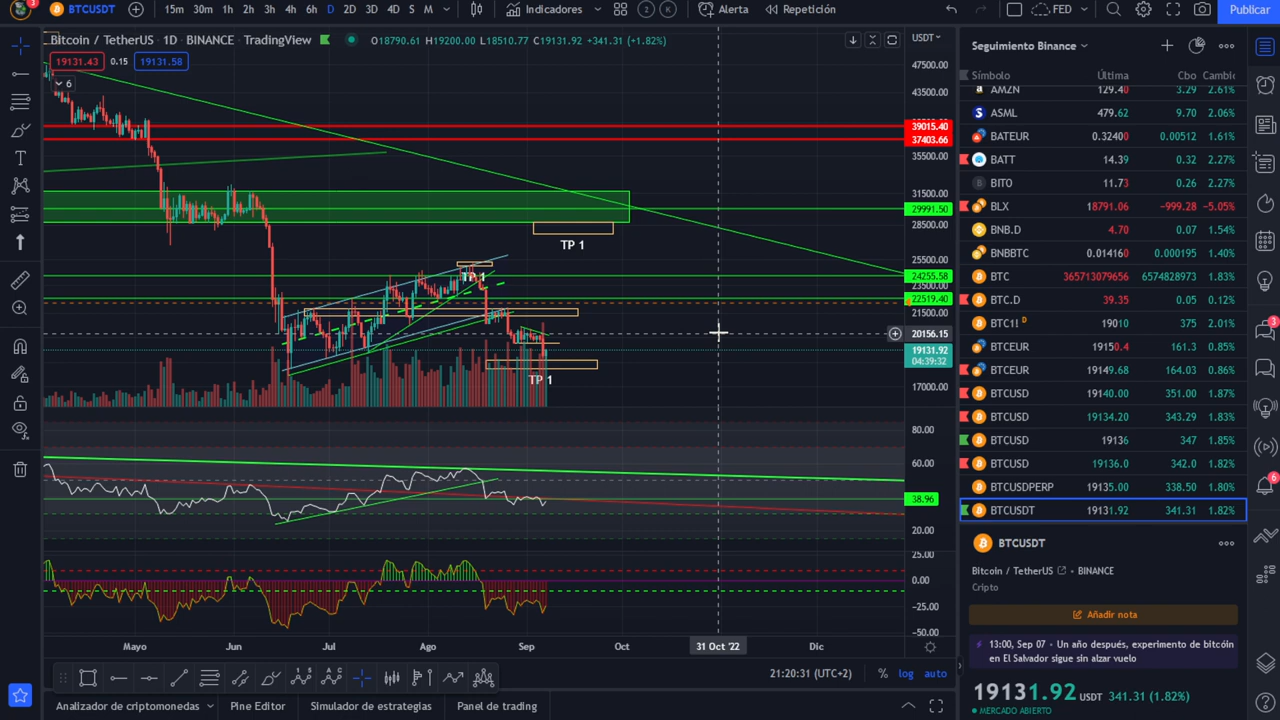 3
BTCUSDT
15m 30m 1h 2h 3h 4h 6h D 2D 3D 4D S M
Indicadores
2 K
Alerta
Repetición
FED
Publicar
Bitcoin / TetherUS · 1D · BINANCE · TradingView
O18790.61 H19200.00 L18510.77 C19131.92 +341.31 (+1.82%)
USDT
19131.43 0.15 19131.58
6
47500.00
43500.00
39015.40
37403.66
35500.00
31500.00
29991.50
28500.00
25500.00
24255.58
23500.00
22519.40
21500.00
20156.15
19131.92
04:39:32
17000.00
TP 1
TP 1
TP 1
80.00
60.00
38.96
20.00
25.00
0.00
−25.00
−50.00
Mayo Jun Jul Ago Sep Oct 31 Oct '22 Dic
21:20:31 (UTC+2) % log auto
Analizador de criptomonedas Pine Editor Simulador de estrategias Panel de trading
Seguimiento Binance
Símbolo Última Cbo Cambio
AMZN 129.40 3.29 2.61%
ASML 479.62 9.70 2.06%
BATEUR 0.3240 0.00512 1.61%
BATT 14.39 0.32 2.27%
BITO 11.73 0.26 2.27%
BLX 18791.06 −999.28 −5.05%
BNB.D 4.70 0.07 1.54%
BNBBTC 0.014160 0.000195 1.40%
BTC 365713079656 6574826973 1.83%
BTC.D 39.35 0.05 0.12%
BTC1! D 19010 375 2.01%
BTCEUR 19150.4 161.3 0.85%
BTCEUR 19149.68 164.03 0.86%
BTCUSD 19140.00 351.00 1.87%
BTCUSD 19134.20 343.29 1.83%
BTCUSD 19136 347 1.85%
BTCUSD 19136.0 342.0 1.82%
BTCUSDPERP 19135.00 338.50 1.80%
BTCUSDT 19131.92 341.31 1.82%
BTCUSDT
Bitcoin / TetherUS · BINANCE
Cripto
Añadir nota
13:00, Sep 07 · Un año después, experimento de bitcóin
en El Salvador sigue sin alzar vuelo
19131.92 USDT 341.31 (1.82%)
MERCADO ABIERTO
3
6